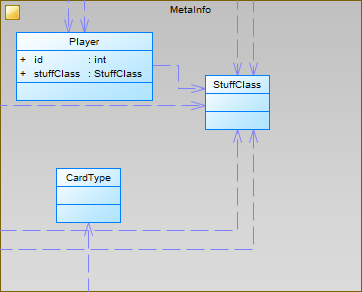 MetaInfo
Player
+ id : int
+ stuffClass : StuffClass
StuffClass
CardType